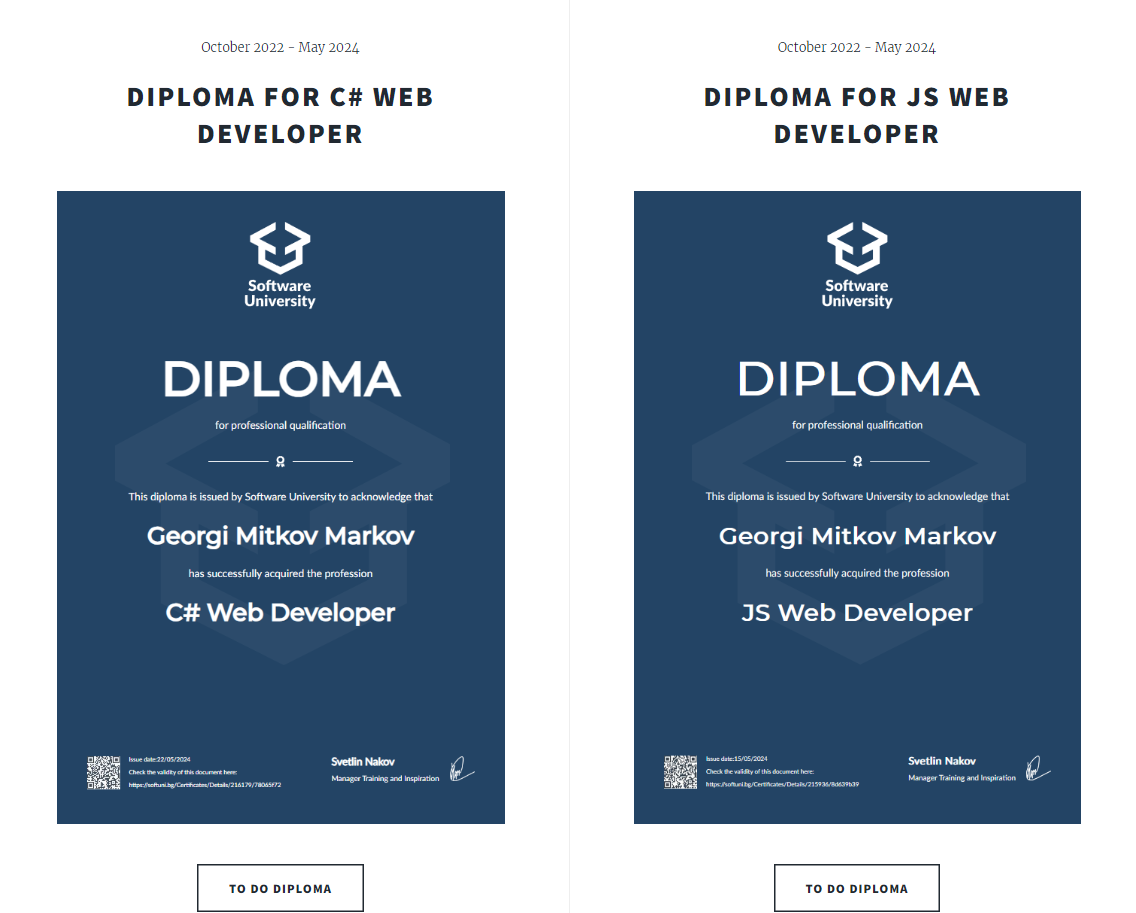 October 2022 - May 2024
DIPLOMA FOR C# WEB
DEVELOPER
Software
University
DIPLOMA
for professional qualification
This diploma is issued by Software University to acknowledge that
Georgi Mitkov Markov
has successfully acquired the profession
C# Web Developer
Issue date:22/05/2024
Check the validity of this document here:
https://softuni.bg/Certificates/Details/216179/78065f72
Svetlin Nakov
Manager Training and Inspiration
TO DO DIPLOMA
October 2022 - May 2024
DIPLOMA FOR JS WEB
DEVELOPER
Software
University
DIPLOMA
for professional qualification
This diploma is issued by Software University to acknowledge that
Georgi Mitkov Markov
has successfully acquired the profession
JS Web Developer
Issue date:15/05/2024
Check the validity of this document here:
https://softuni.bg/Certificates/Details/215936/8d639b39
Svetlin Nakov
Manager Training and Inspiration
TO DO DIPLOMA